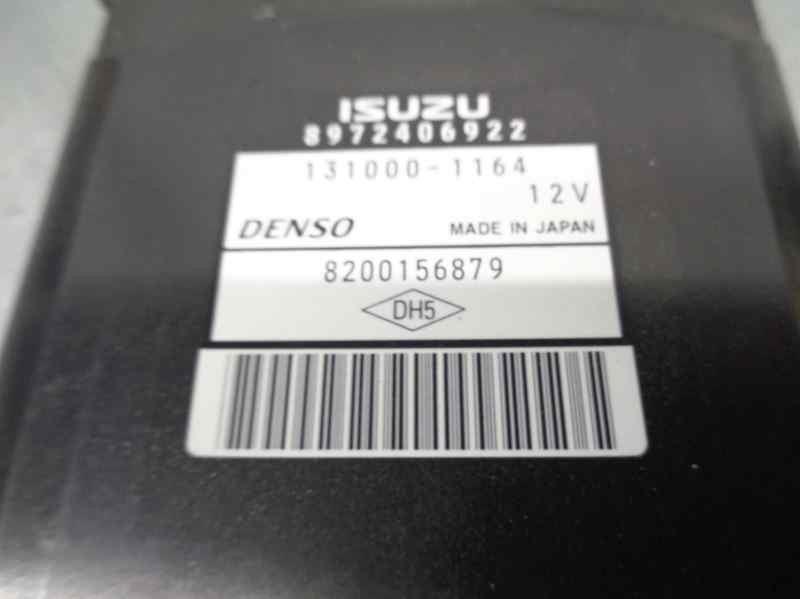 ISUZU
8972406922
131000-1164
12V
DENSO MADE IN JAPAN
8200156879
DH5